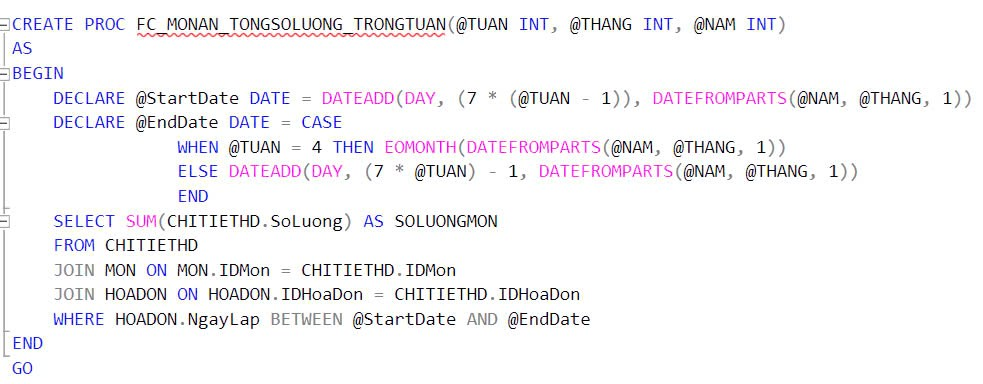 CREATE PROC FC_MONAN_TONGSOLUONG_TRONGTUAN(@TUAN INT, @THANG INT, @NAM INT)
AS
BEGIN
    DECLARE @StartDate DATE = DATEADD(DAY, (7 * (@TUAN - 1)), DATEFROMPARTS(@NAM, @THANG, 1))
    DECLARE @EndDate DATE = CASE
                WHEN @TUAN = 4 THEN EOMONTH(DATEFROMPARTS(@NAM, @THANG, 1))
                ELSE DATEADD(DAY, (7 * @TUAN) - 1, DATEFROMPARTS(@NAM, @THANG, 1))
                END
    SELECT SUM(CHITIETHD.SoLuong) AS SOLUONGMON
    FROM CHITIETHD
    JOIN MON ON MON.IDMon = CHITIETHD.IDMon
    JOIN HOADON ON HOADON.IDHoaDon = CHITIETHD.IDHoaDon
    WHERE HOADON.NgayLap BETWEEN @StartDate AND @EndDate
END
GO